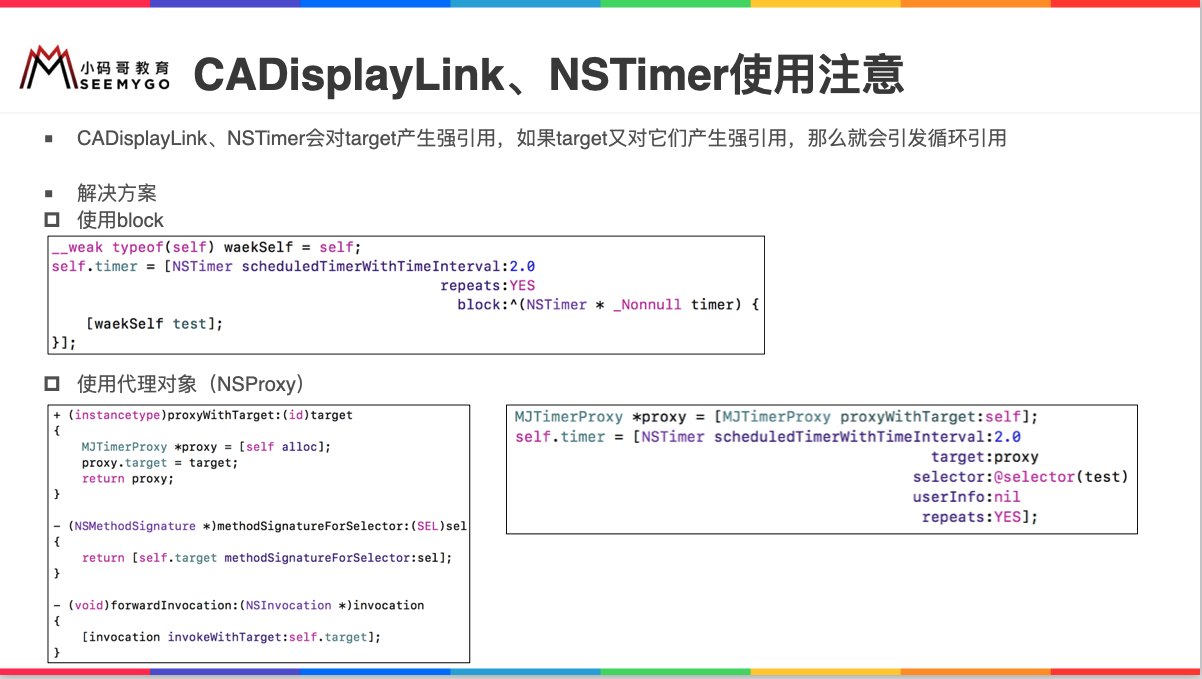 小码哥教育
SEEMYGO
CADisplayLink、NSTimer使用注意
CADisplayLink、NSTimer会对target产生强引用，如果target又对它们产生强引用，那么就会引发循环引用
解决方案
使用block
__weak typeof(self) waekSelf = self;
self.timer = [NSTimer scheduledTimerWithTimeInterval:2.0
repeats:YES
block:^(NSTimer * _Nonnull timer) {
[waekSelf test];
}];
使用代理对象（NSProxy）
+ (instancetype)proxyWithTarget:(id)target
{
MJTimerProxy *proxy = [self alloc];
proxy.target = target;
return proxy;
}
- (NSMethodSignature *)methodSignatureForSelector:(SEL)sel
{
return [self.target methodSignatureForSelector:sel];
}
- (void)forwardInvocation:(NSInvocation *)invocation
{
[invocation invokeWithTarget:self.target];
}
MJTimerProxy *proxy = [MJTimerProxy proxyWithTarget:self];
self.timer = [NSTimer scheduledTimerWithTimeInterval:2.0
target:proxy
selector:@selector(test)
userInfo:nil
repeats:YES];